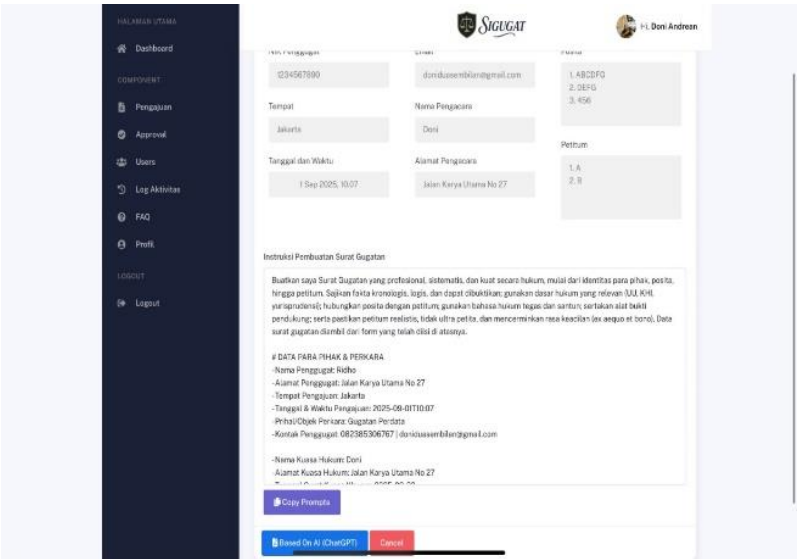 HALAMAN UTAMA
SIGUGAT
Hi, Doni Andrean
Dashboard
COMPONENT
Pengajuan
Approval
Users
Log Aktivitas
FAQ
Profil
LOGOUT
Logout
1234567890
doniduasembilan@gmail.com
1. ABCDFG
2. DEFG
3. 456
Tempat
Nama Pengacara
Jakarta
Doni
Petitum
Tanggal dan Waktu
Alamat Pengacara
1. A
2. B
1 Sep 2025, 10.07
Jalan Karya Utama No 27
Instruksi Pembuatan Surat Gugatan
Buatkan saya Surat Gugatan yang profesional, sistematis, dan kuat secara hukum, mulai dari identitas para pihak, posita,
hingga petitum. Sajikan fakta kronologis, logis, dan dapat dibuktikan; gunakan dasar hukum yang relevan (UU, KHI,
yurisprudensi); hubungkan posita dengan petitum; gunakan bahasa hukum tegas dan santun; sertakan alat bukti
pendukung; serta pastikan petitum realistis, tidak ultra petita, dan mencerminkan rasa keadilan (ex aequo et bono). Data
surat gugatan diambil dari form yang telah diisi di atasnya.
# DATA PARA PIHAK & PERKARA
-Nama Penggugat: Ridho
-Alamat Penggugat: Jalan Karya Utama No 27
-Tempat Pengajuan: Jakarta
-Tanggal & Waktu Pengajuan: 2025-09-01T10:07
-Prihal/Objek Perkara: Gugatan Perdata
-Kontak Penggugat: 082385306767 | doniduasembilan@gmail.com
-Nama Kuasa Hukum: Doni
-Alamat Kuasa Hukum: Jalan Karya Utama No 27
Copy Prompts
Based On AI (ChatGPT)
Cancel